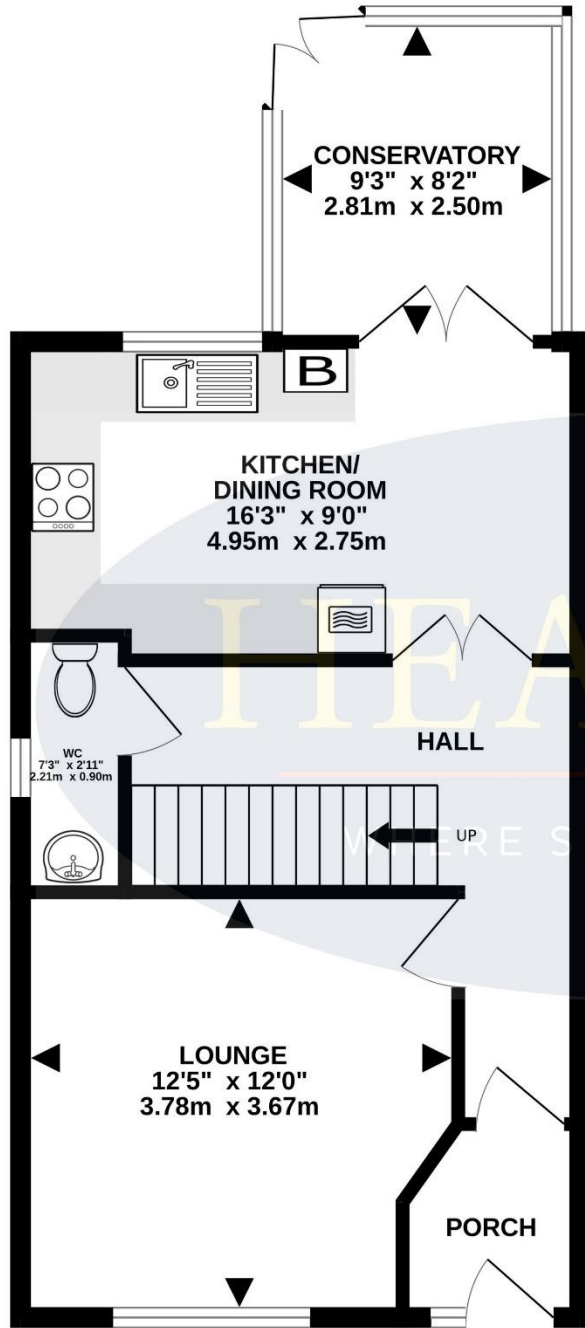 CONSERVATORY
9'3" x 8'2"
2.81m x 2.50m
B
KITCHEN/
DINING ROOM
16'3" x 9'0"
4.95m x 2.75m
HEA
HALL
WC
7'3" x 2'11"
2.21m x 0.90m
UP
WHERE S
LOUNGE
12'5" x 12'0"
3.78m x 3.67m
PORCH